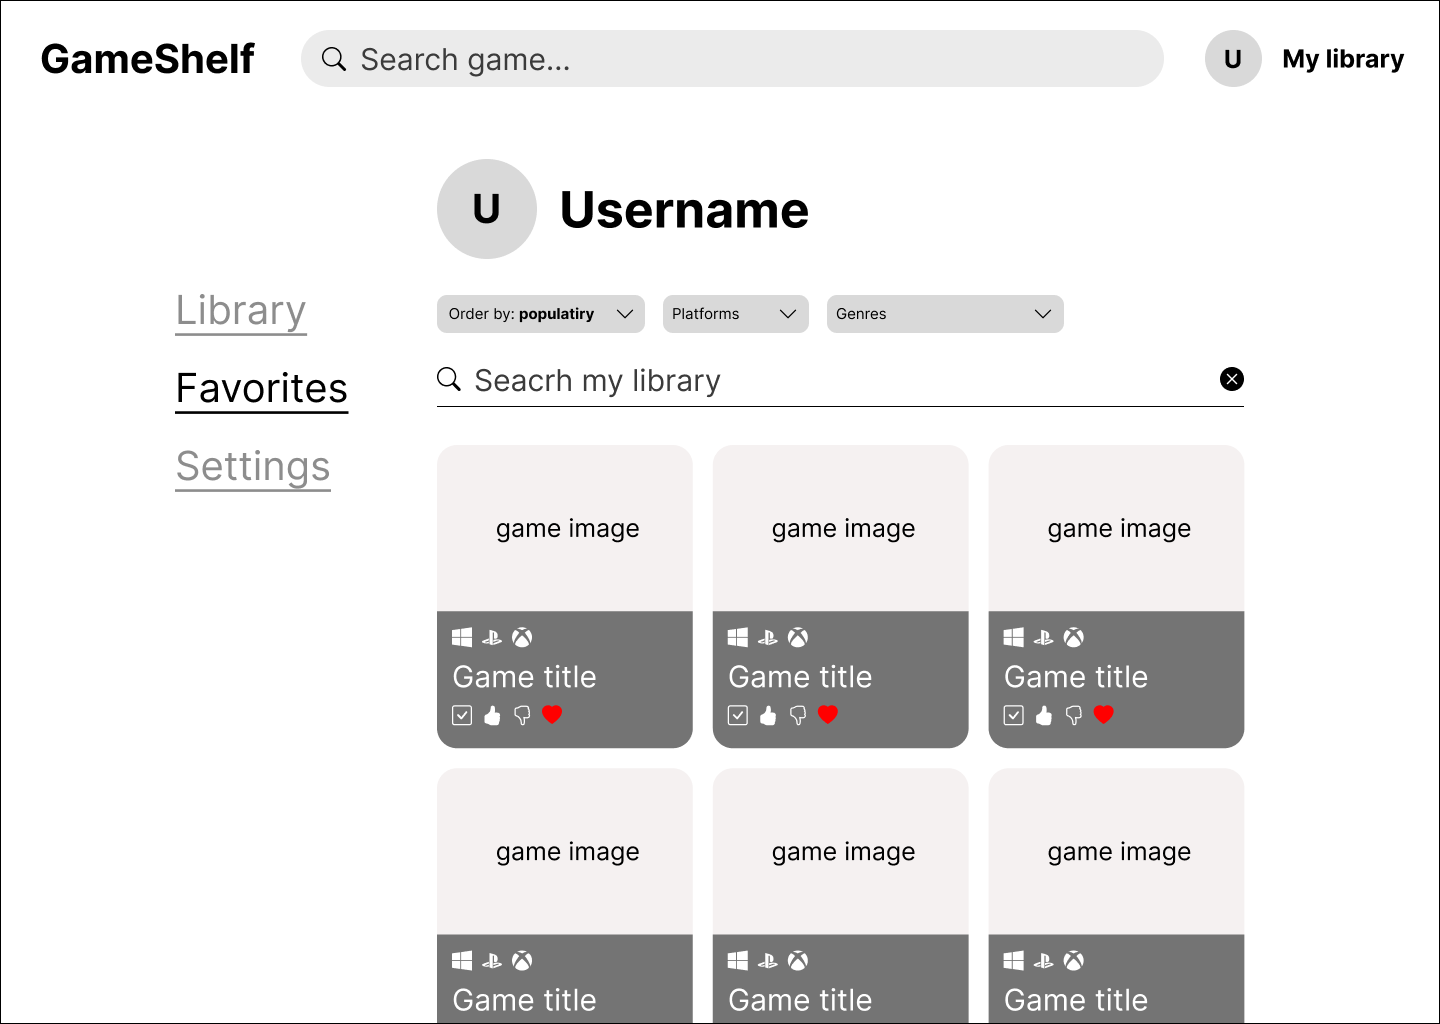 GameShelf
Search game...
U
My library
U
Username
Library
Favorites
Settings
Order by: populatiry
Platforms
Genres
Seacrh my library
game image
game image
game image
Game title
Game title
Game title
game image
game image
game image
Game title
Game title
Game title